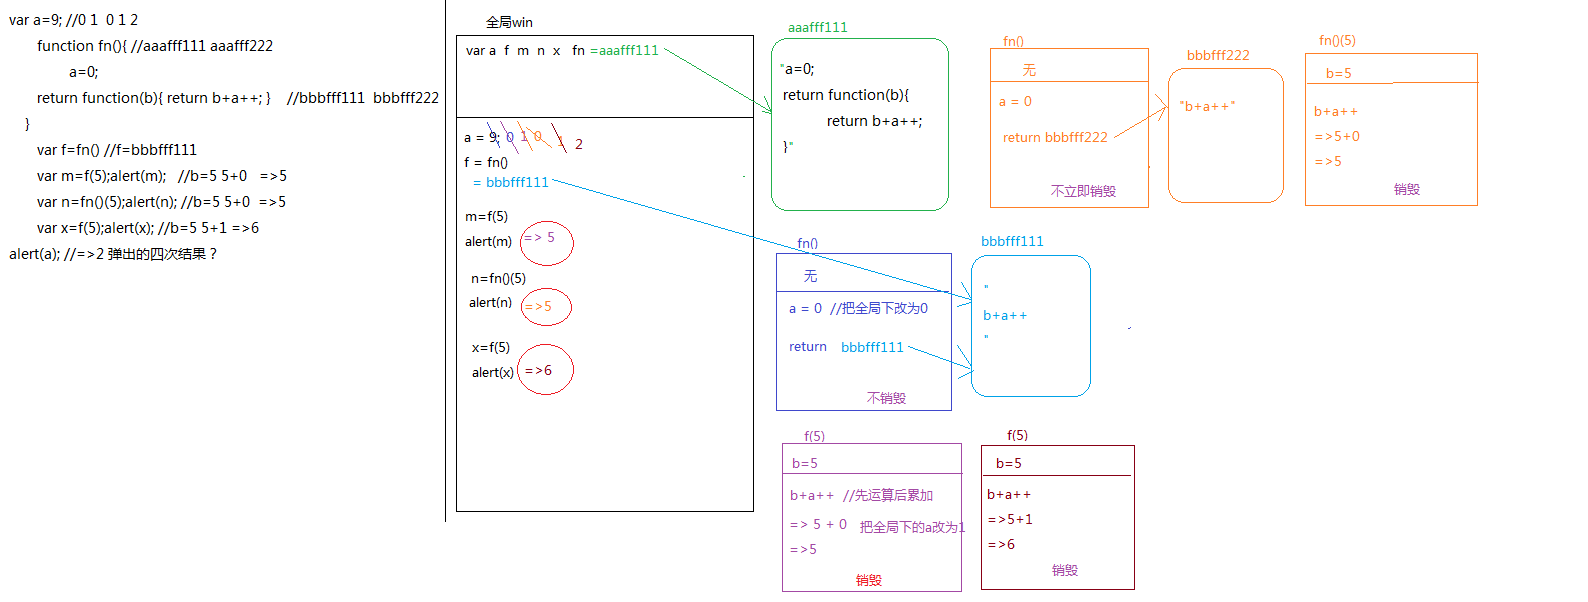 var a=9; //0 1  0 1 2
function fn(){ //aaafff111 aaafff222
a=0;
return function(b){ return b+a++; }    //bbbfff111  bbbfff222
}
var f=fn() //f=bbbfff111
var m=f(5);alert(m);   //b=5 5+0   =>5
var n=fn()(5);alert(n); //b=5 5+0  =>5
var x=f(5);alert(x); //b=5 5+1 =>6
alert(a); //=>2 弹出的四次结果？
全局win
var a  f  m  n  x   fn =aaafff111
a = 9; 0 1 0 1 2
f = fn()
= bbbfff111
m=f(5)
alert(m) => 5
n=fn()(5)
alert(n) =>5
x=f(5)
alert(x) =>6
aaafff111
"a=0;
return function(b){
return b+a++;
}"
fn()
无
a = 0
return bbbfff222
不立即销毁
bbbfff222
"b+a++"
fn()(5)
b=5
b+a++
=>5+0
=>5
销毁
fn()
无
a = 0  //把全局下改为0
return   bbbfff111
不销毁
bbbfff111
"
b+a++
"
f(5)
b=5
b+a++  //先运算后累加
=> 5 + 0   把全局下的a改为1
=>5
销毁
f(5)
b=5
b+a++
=>5+1
=>6
销毁